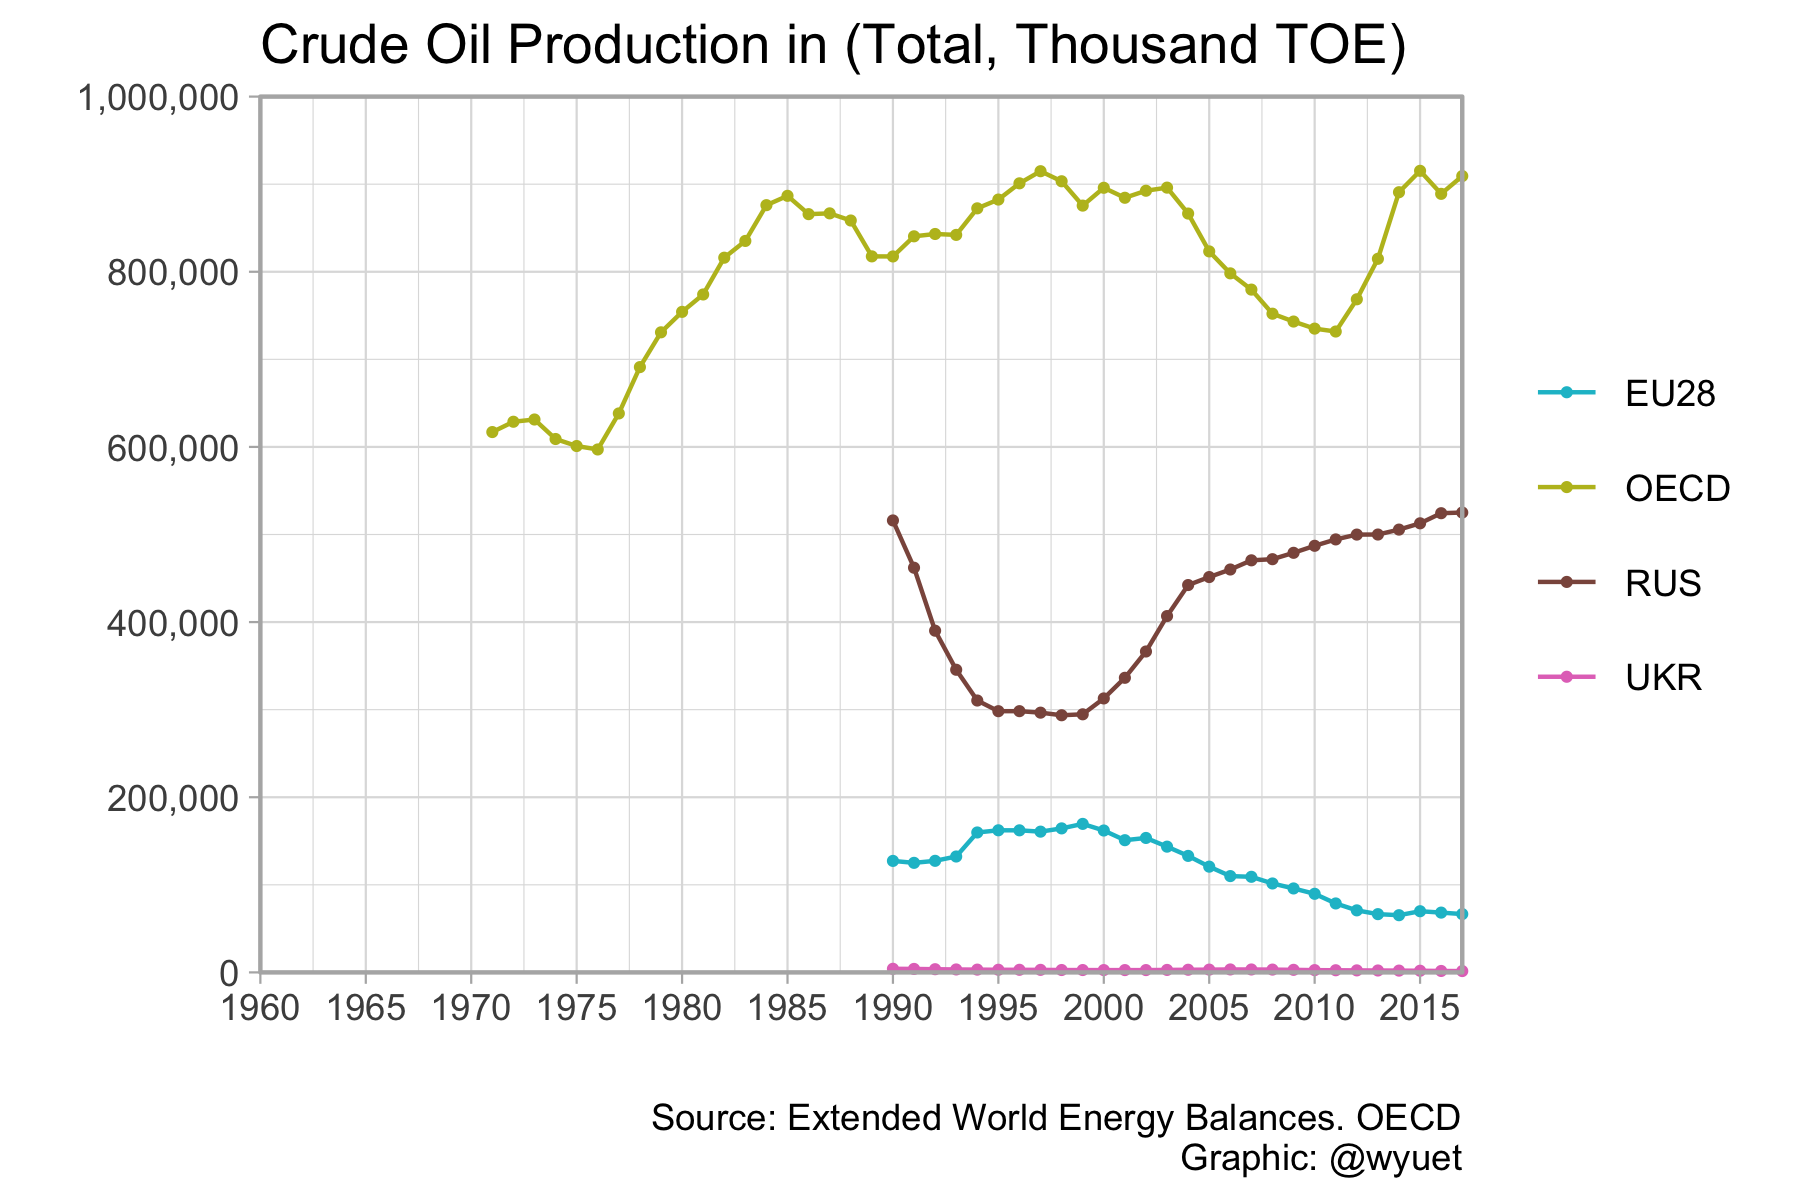 Crude Oil Production in (Total, Thousand TOE)
1,000,000
800,000
600,000
400,000
200,000
0
1960 1965 1970 1975 1980 1985 1990 1995 2000 2005 2010 2015
EU28
OECD
RUS
UKR
Source: Extended World Energy Balances. OECD
Graphic: @wyuet